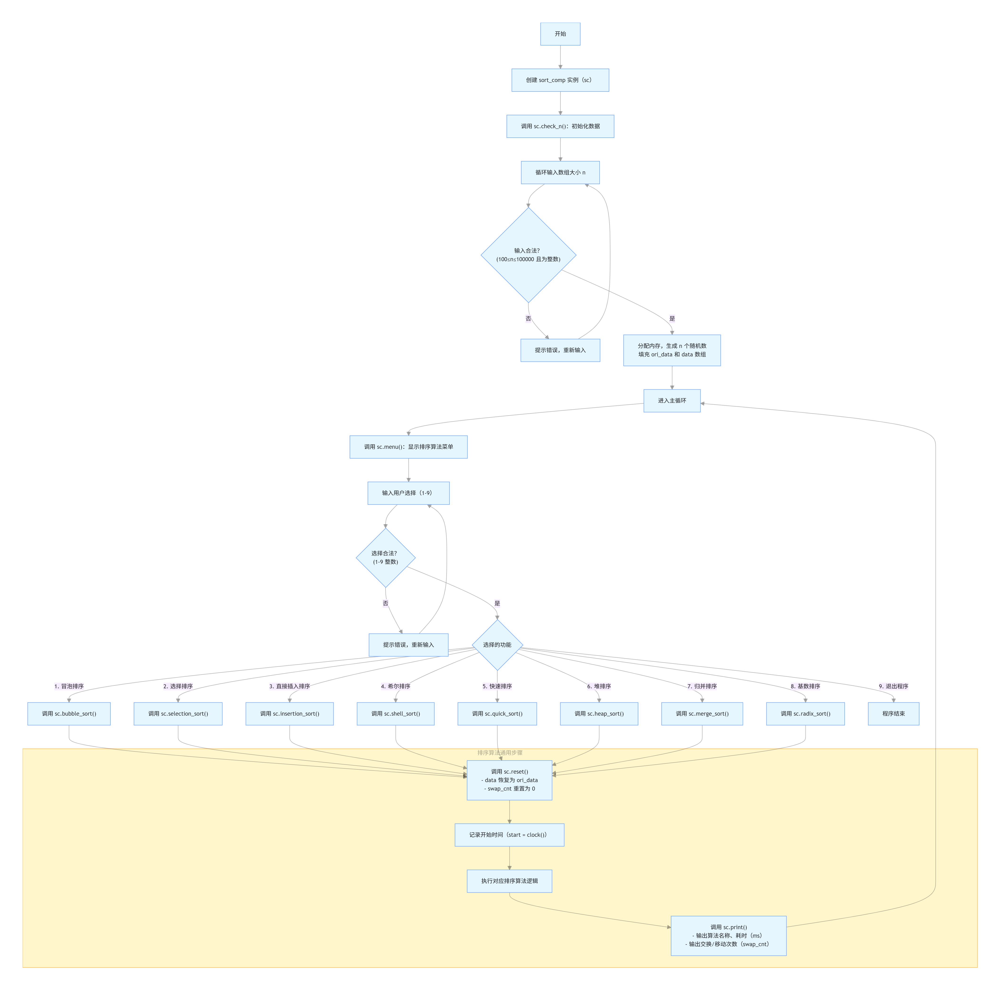 开始
创建 sort_comp 实例（sc）
调用 sc.check_n()：初始化数据
循环输入数组大小 n
输入合法？
(100≤n≤100000 且为整数)
否
是
提示错误，重新输入
分配内存，生成 n 个随机数
填充 ori_data 和 data 数组
进入主循环
调用 sc.menu()：显示排序算法菜单
输入用户选择（1-9）
选择合法？
(1-9 整数)
否
是
提示错误，重新输入
选择的功能
1. 冒泡排序
2. 选择排序
3. 直接插入排序
4. 希尔排序
5. 快速排序
6. 堆排序
7. 归并排序
8. 基数排序
9. 退出程序
调用 sc.bubble_sort()
调用 sc.selection_sort()
调用 sc.insertion_sort()
调用 sc.shell_sort()
调用 sc.quick_sort()
调用 sc.heap_sort()
调用 sc.merge_sort()
调用 sc.radix_sort()
程序结束
排序算法通用步骤
调用 sc.reset()
- data 恢复为 ori_data
- swap_cnt 重置为 0
记录开始时间（start = clock()）
执行对应排序算法逻辑
调用 sc.print()
- 输出算法名称、耗时（ms）
- 输出交换/移动次数（swap_cnt）